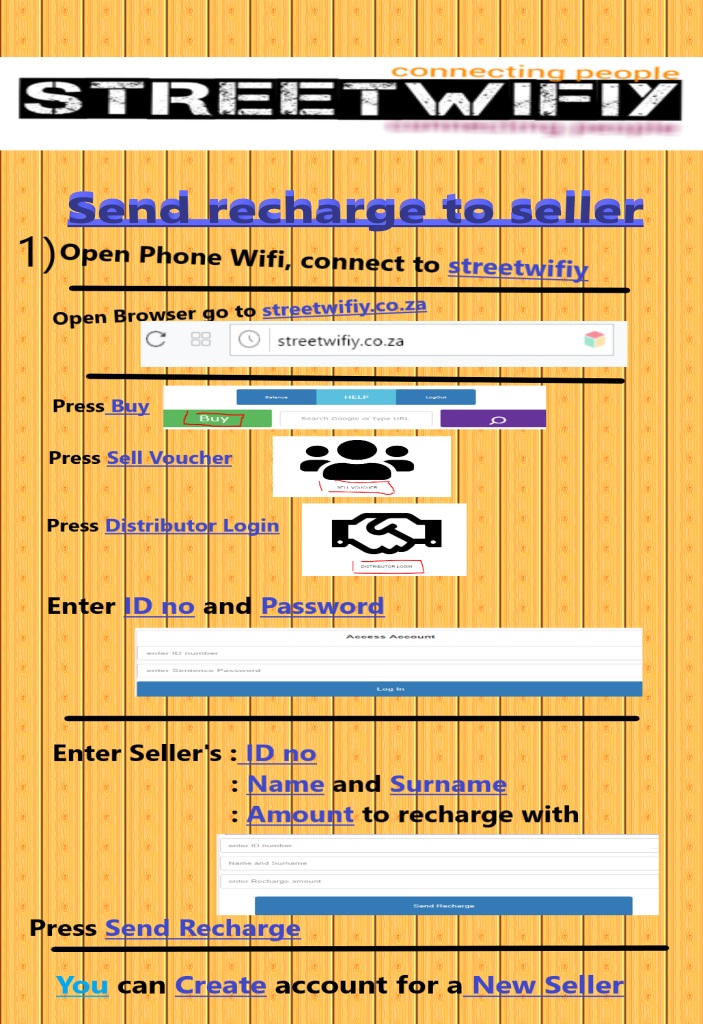 connecting people
STREETWIFIY
Send recharge to seller
1) Open Phone Wifi, connect to streetwifiy
Open Browser go to streetwifiy.co.za
streetwifiy.co.za
Balance HELP LogOut
Press Buy
Buy Search Google or Type URL
Press Sell Voucher
SELL VOUCHER
Press Distributor Login
DISTRIBUTOR LOGIN
Enter ID no and Password
Access Account
enter ID number
enter Sentence Password
Log In
Enter Seller's : ID no
: Name and Surname
: Amount to recharge with
enter ID number
Name and Surname
enter Recharge amount
Send Recharge
Press Send Recharge
You can Create account for a New Seller